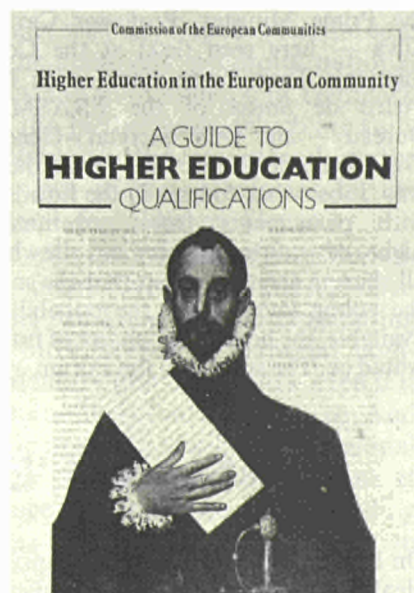 Commission of the European Communities
Higher Education in the European Community
A GUIDE TO
HIGHER EDUCATION
QUALIFICATIONS